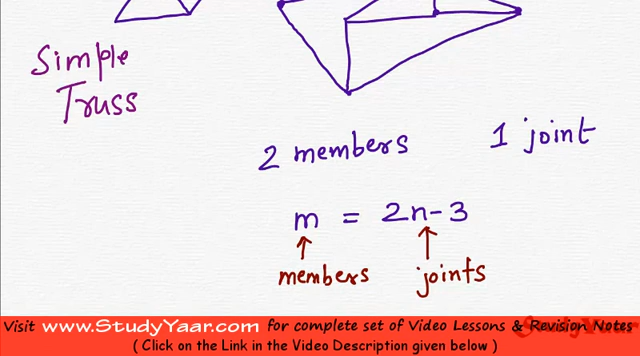 Simple
Truss
2 members 1 joint
m = 2n-3
members joints
StudyYaar
Visit www.StudyYaar.com for complete set of Video Lessons & Revision Notes
( Click on the Link in the Video Description given below )